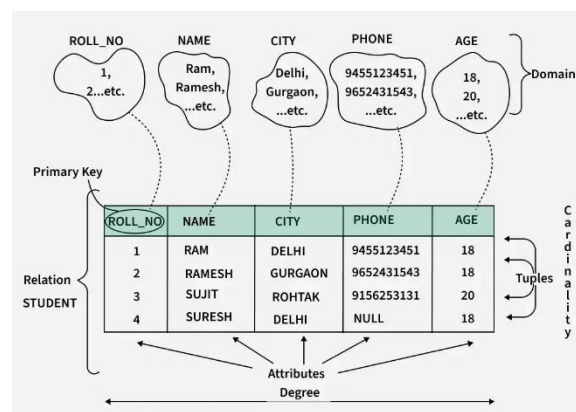 ROLL_NO NAME CITY PHONE AGE
1,
2...etc.
Ram,
Ramesh,
...etc.
Delhi,
Gurgaon,
...etc.
9455123451,
9652431543,
...etc.
18,
20,
...etc.
Domain
Primary Key
ROLL_NO NAME CITY PHONE AGE
1 RAM DELHI 9455123451 18
2 RAMESH GURGAON 9652431543 18
3 SUJIT ROHTAK 9156253131 20
4 SURESH DELHI NULL 18
Relation
STUDENT
Tuples
Cardinality
Attributes
Degree